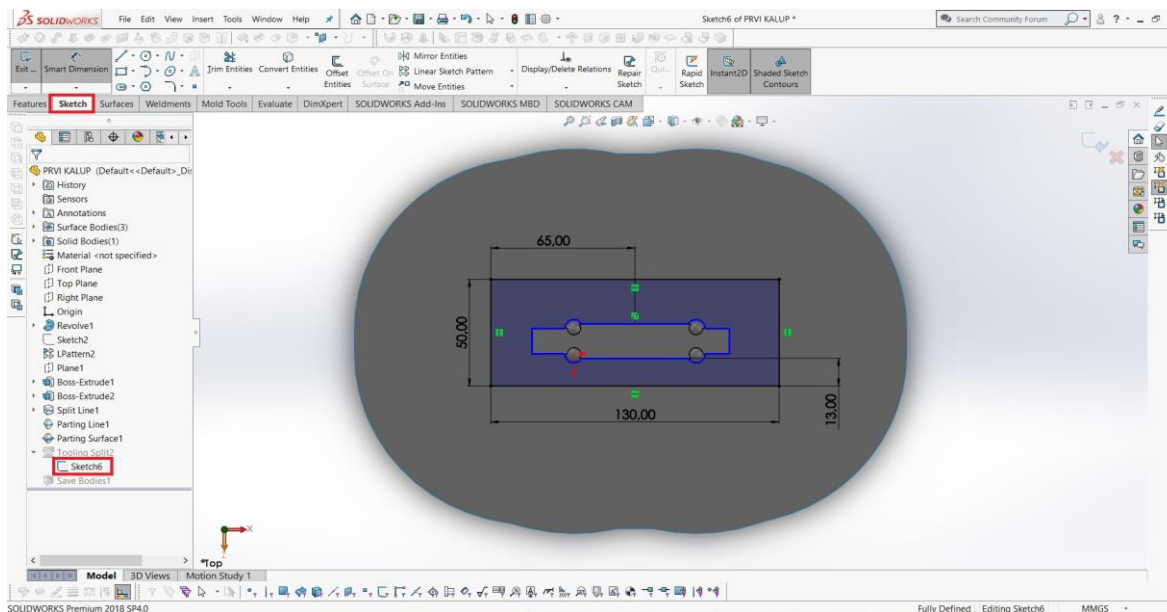 SOLIDWORKS File Edit View Insert Tools Window Help Sketch6 of PRVI KALUP * Search Community Forum
Exit ... Smart Dimension Trim Entities Convert Entities Offset Entities Offset On Surface Mirror Entities Linear Sketch Pattern Move Entities Display/Delete Relations Repair Sketch Qui... Rapid Sketch Instant2D Shaded Sketch Contours
Features Sketch Surfaces Weldments Mold Tools Evaluate DimXpert SOLIDWORKS Add-Ins SOLIDWORKS MBD SOLIDWORKS CAM
PRVI KALUP (Default<<Default>_Dis
History
Sensors
Annotations
Surface Bodies(3)
Solid Bodies(1)
Material <not specified>
Front Plane
Top Plane
Right Plane
Origin
Revolve1
Sketch2
LPattern2
Plane1
Boss-Extrude1
Boss-Extrude2
Split Line1
Parting Line1
Parting Surface1
Tooling Split2
Sketch6
Save Bodies1
65,00
50,00
130,00
13,00
X
*Top
Model 3D Views Motion Study 1
SOLIDWORKS Premium 2018 SP4.0 Fully Defined Editing Sketch6 MMGS